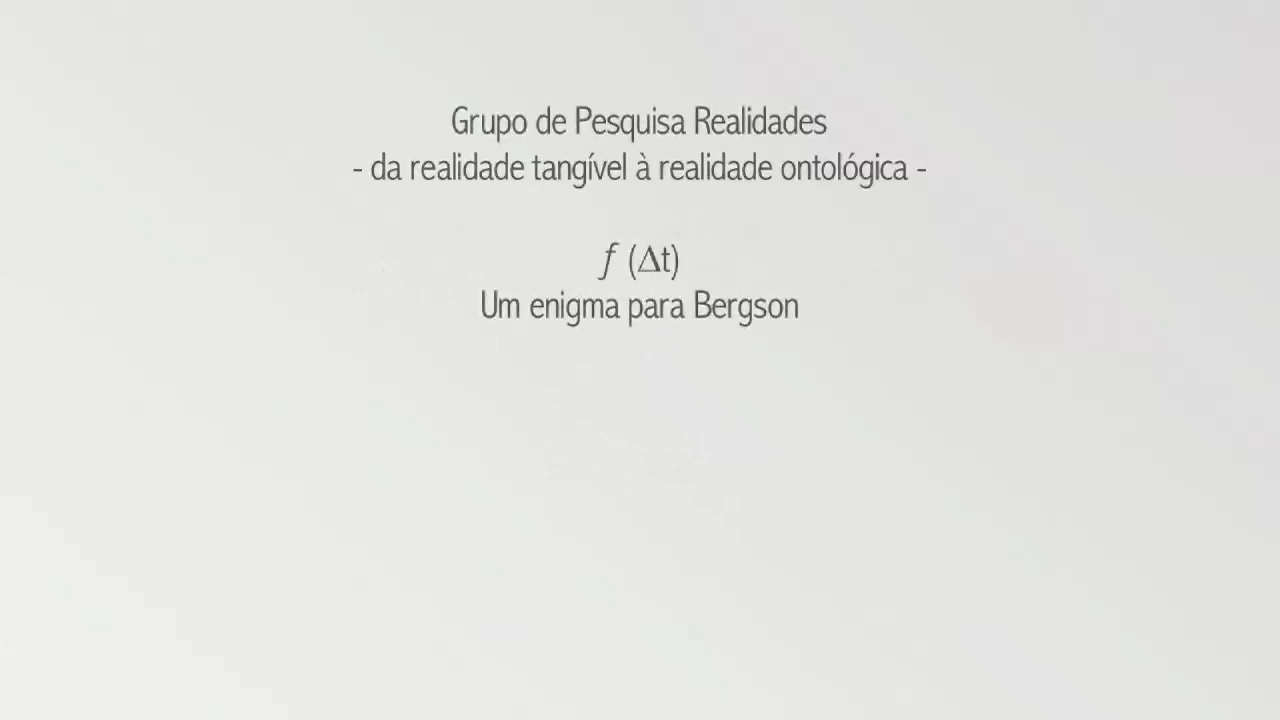 Grupo de Pesquisa Realidades
- da realidade tangível à realidade ontológica -
f (Δt)
Um enigma para Bergson